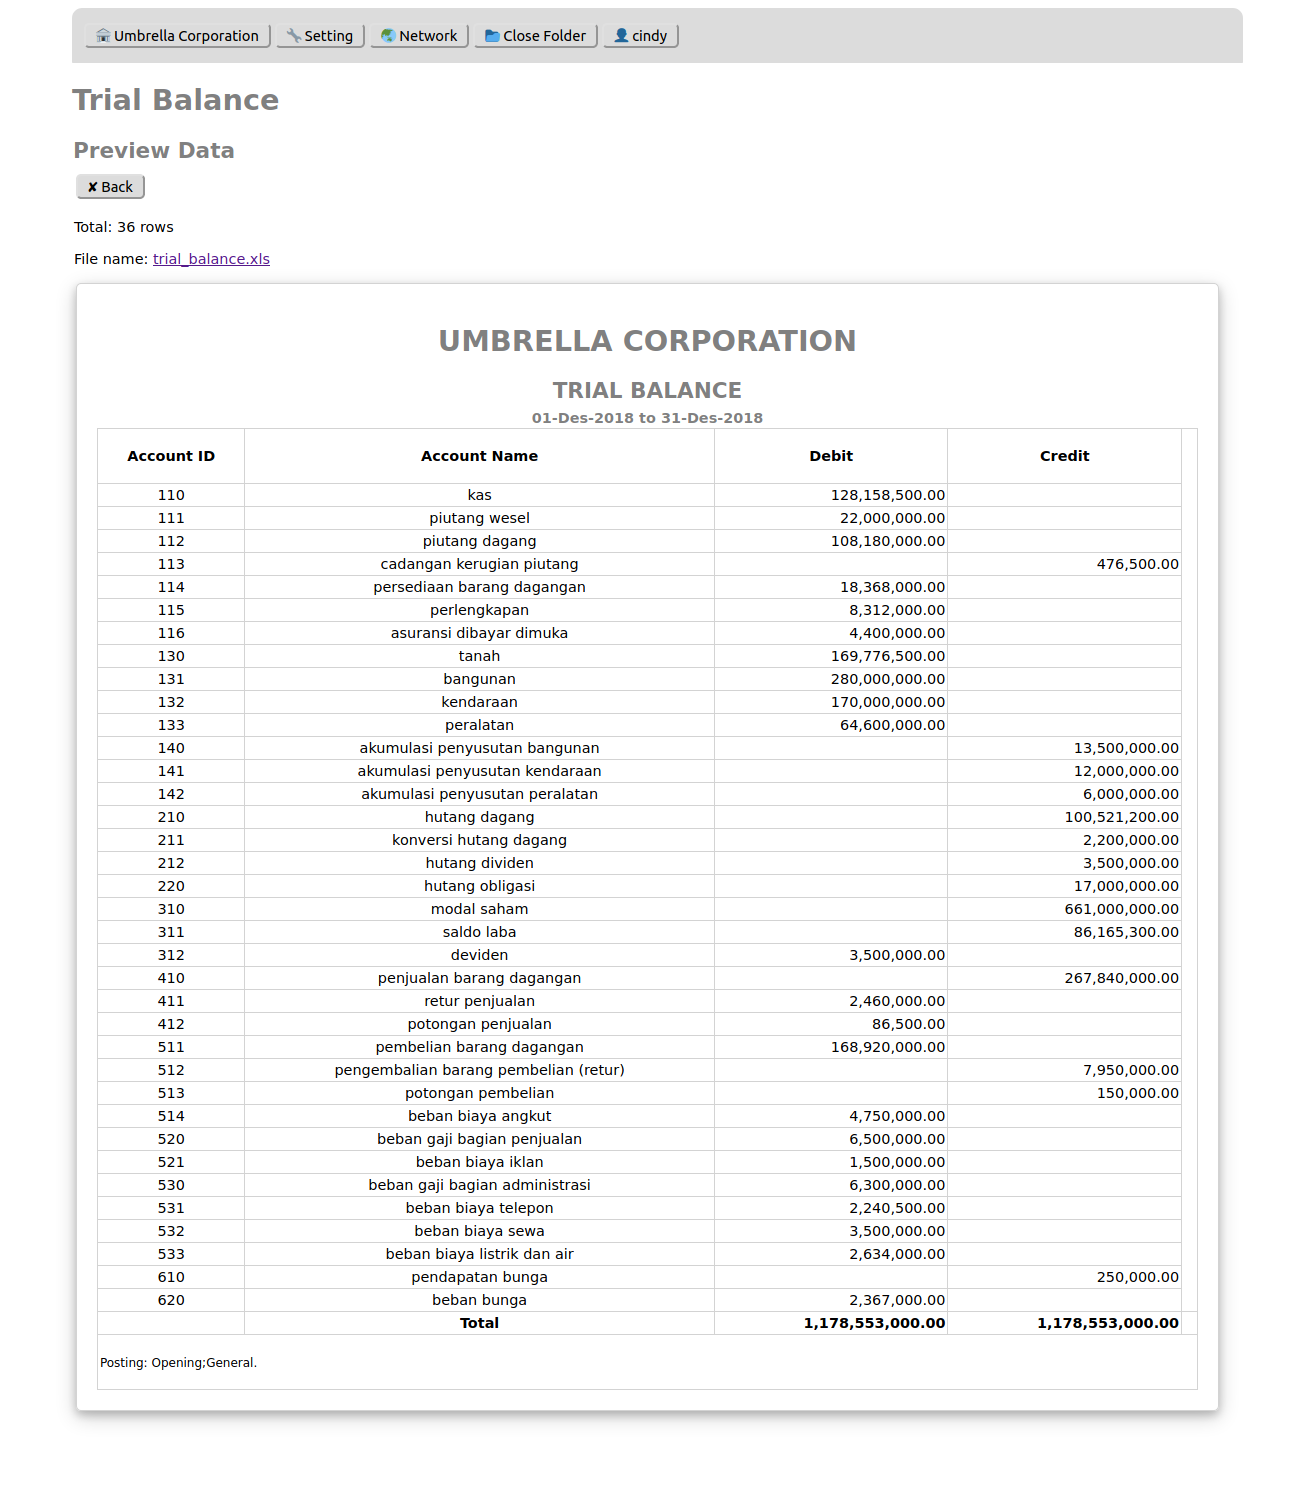 Umbrella Corporation Setting Network Close Folder cindy
Trial Balance
Preview Data
✘ Back
Total: 36 rows
File name: trial_balance.xls
UMBRELLA CORPORATION
TRIAL BALANCE
01-Des-2018 to 31-Des-2018
Account ID Account Name Debit Credit
110 kas 128,158,500.00
111 piutang wesel 22,000,000.00
112 piutang dagang 108,180,000.00
113 cadangan kerugian piutang 476,500.00
114 persediaan barang dagangan 18,368,000.00
115 perlengkapan 8,312,000.00
116 asuransi dibayar dimuka 4,400,000.00
130 tanah 169,776,500.00
131 bangunan 280,000,000.00
132 kendaraan 170,000,000.00
133 peralatan 64,600,000.00
140 akumulasi penyusutan bangunan 13,500,000.00
141 akumulasi penyusutan kendaraan 12,000,000.00
142 akumulasi penyusutan peralatan 6,000,000.00
210 hutang dagang 100,521,200.00
211 konversi hutang dagang 2,200,000.00
212 hutang dividen 3,500,000.00
220 hutang obligasi 17,000,000.00
310 modal saham 661,000,000.00
311 saldo laba 86,165,300.00
312 deviden 3,500,000.00
410 penjualan barang dagangan 267,840,000.00
411 retur penjualan 2,460,000.00
412 potongan penjualan 86,500.00
511 pembelian barang dagangan 168,920,000.00
512 pengembalian barang pembelian (retur) 7,950,000.00
513 potongan pembelian 150,000.00
514 beban biaya angkut 4,750,000.00
520 beban gaji bagian penjualan 6,500,000.00
521 beban biaya iklan 1,500,000.00
530 beban gaji bagian administrasi 6,300,000.00
531 beban biaya telepon 2,240,500.00
532 beban biaya sewa 3,500,000.00
533 beban biaya listrik dan air 2,634,000.00
610 pendapatan bunga 250,000.00
620 beban bunga 2,367,000.00
Total 1,178,553,000.00 1,178,553,000.00
Posting: Opening;General.